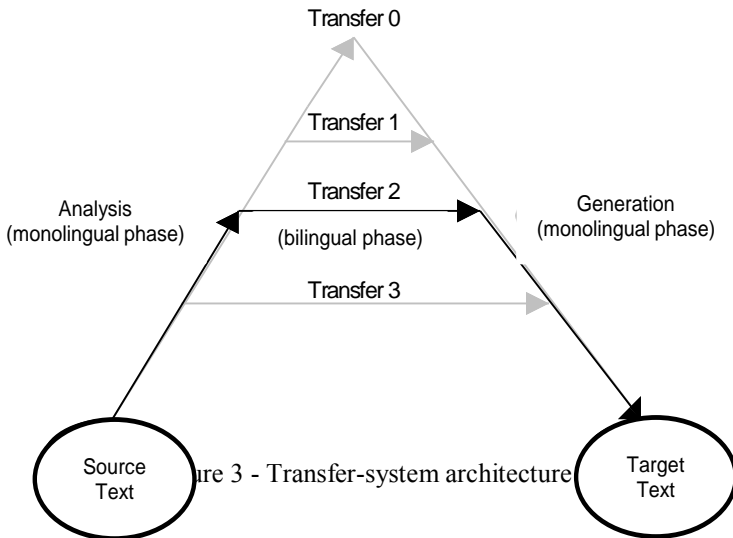 Transfer 0
Transfer 1
Transfer 2
Analysis
(monolingual phase)
(bilingual phase)
Generation
(monolingual phase)
Transfer 3
Source
Text
ure 3 - Transfer-system architecture
Target
Text